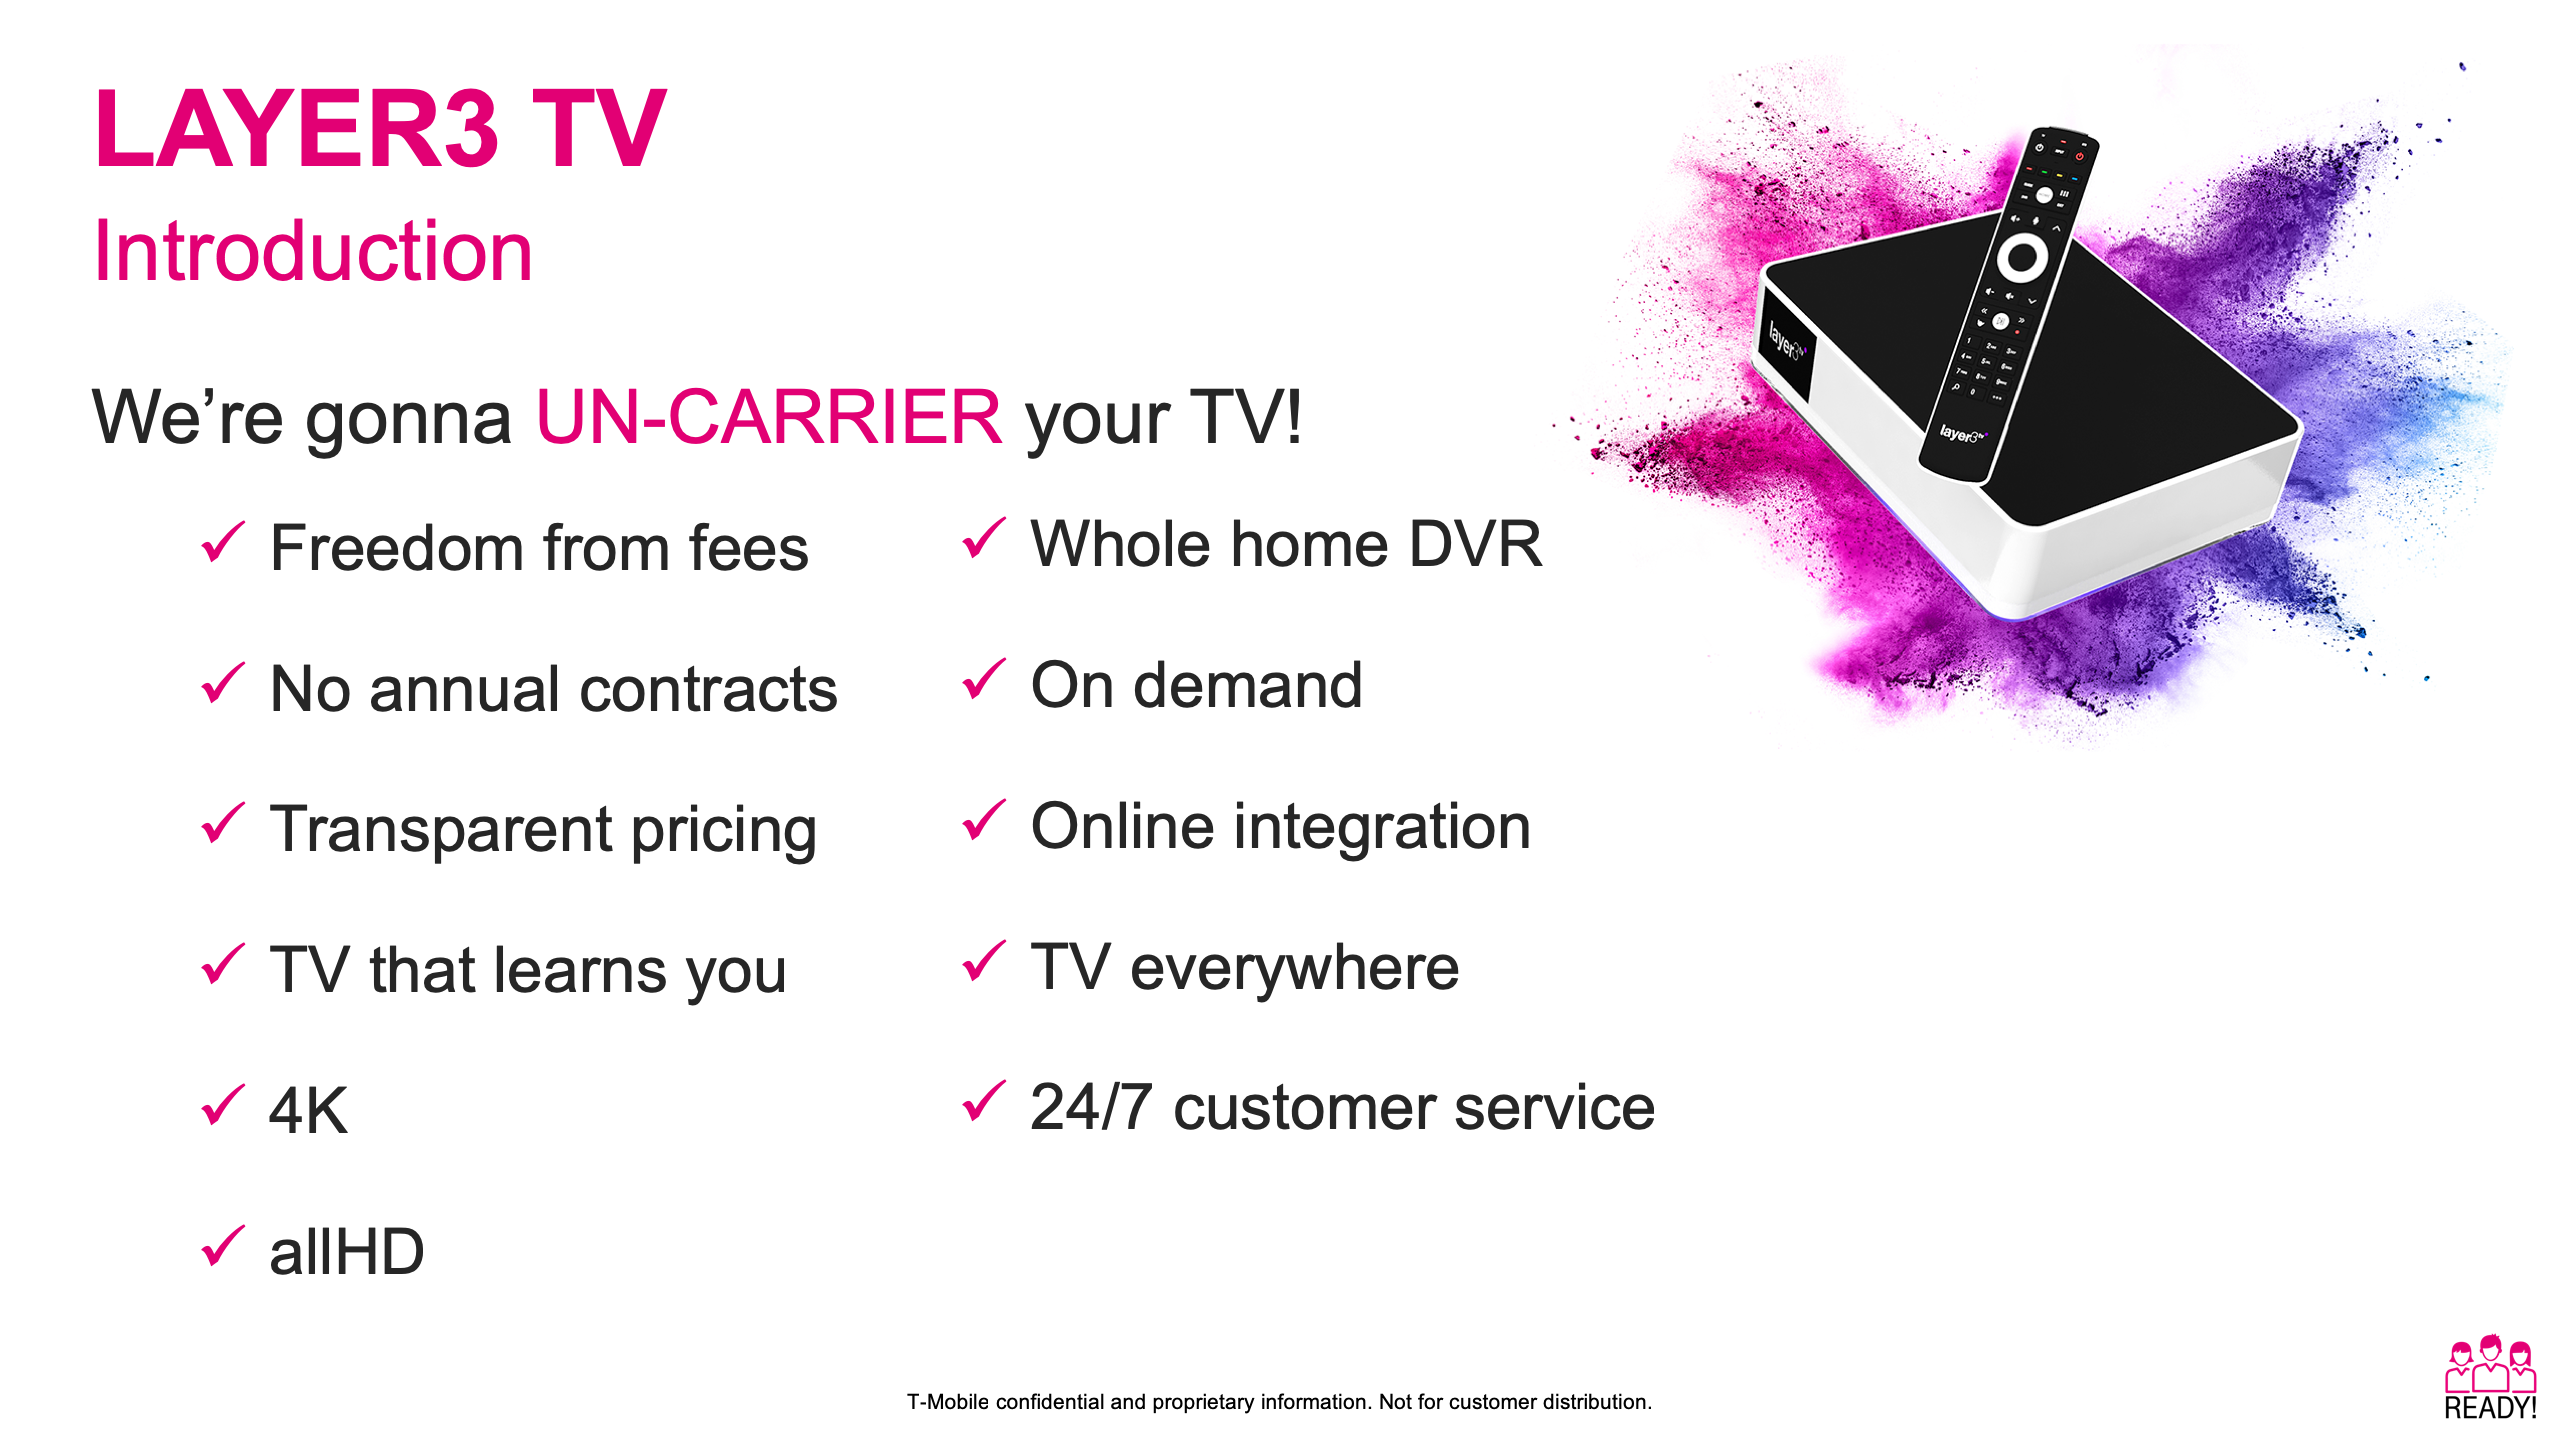 LAYER3 TV
Introduction
We’re gonna UN-CARRIER your TV!
✓ Freedom from fees
✓ No annual contracts
✓ Transparent pricing
✓ TV that learns you
✓ 4K
✓ allHD
✓ Whole home DVR
✓ On demand
✓ Online integration
✓ TV everywhere
✓ 24/7 customer service
layer3tv
layer3tv
T-Mobile confidential and proprietary information. Not for customer distribution.
READY!